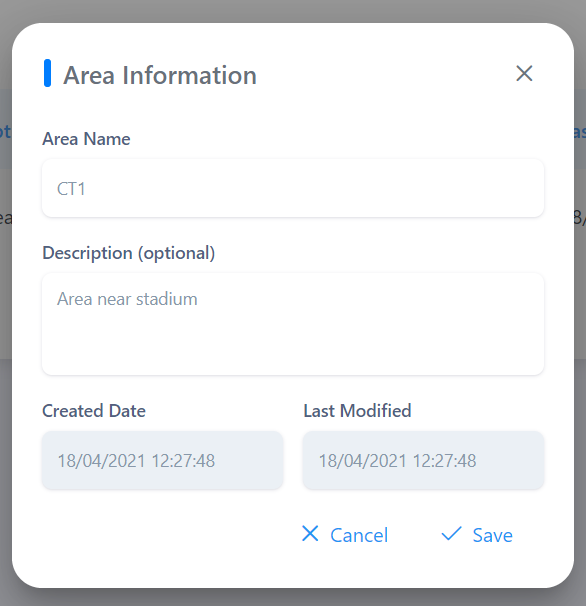 Area Information
Area Name
CT1
Description (optional)
Area near stadium
Created Date Last Modified
18/04/2021 12:27:48 18/04/2021 12:27:48
Cancel Save